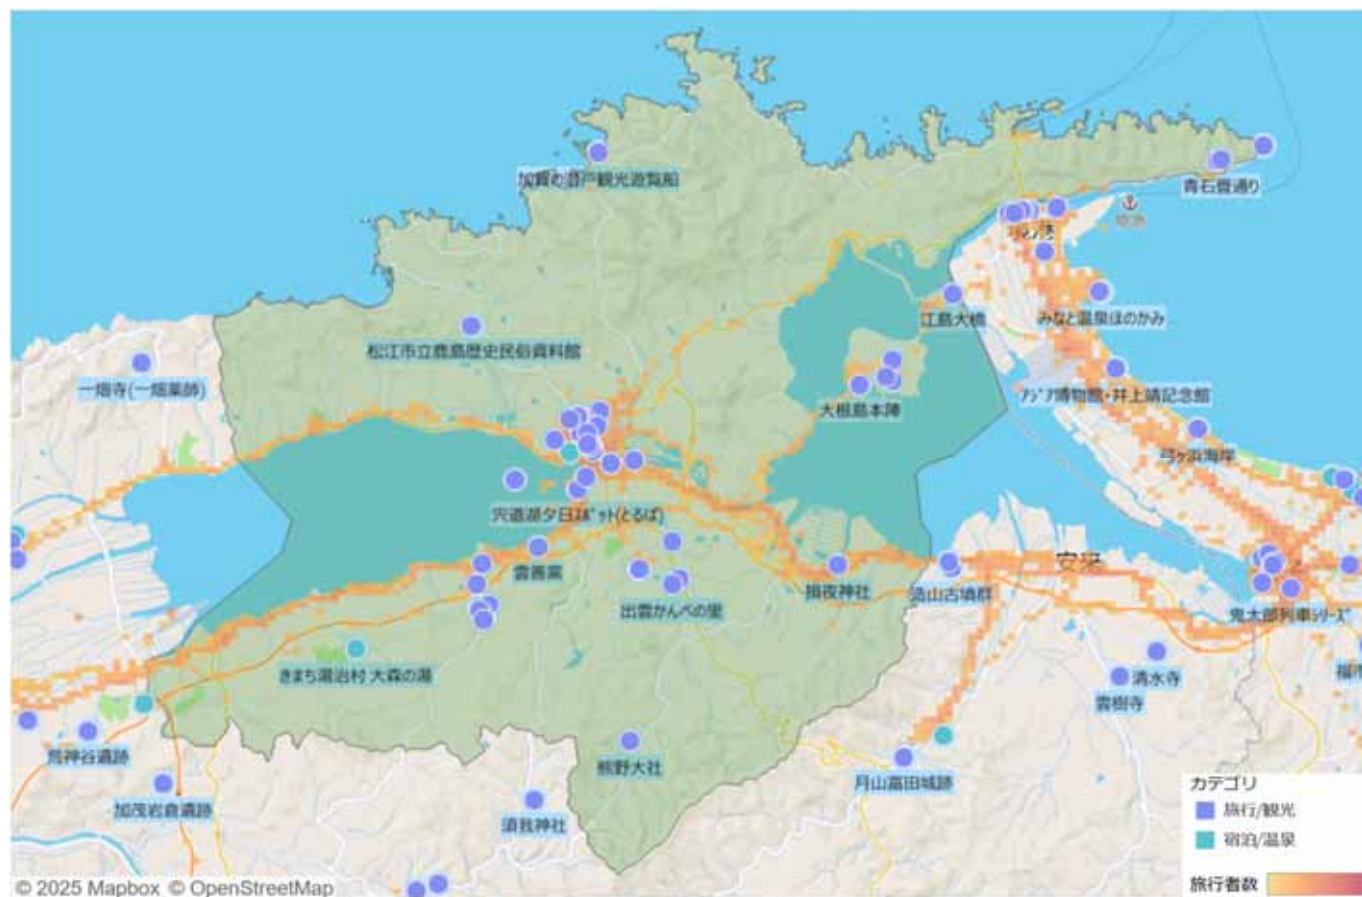 加賀の潜戸観光遊覧船
青石畳通り
江島大橋
みなと温泉ほのかみ
松江市立鹿島歴史民俗資料館
一畑寺(一畑薬師)
アジア博物館・井上靖記念館
大根島本陣
弓ヶ浜海岸
宍道湖夕日スポット(とるぱ)
安来
雲善窯
揖夜神社
造山古墳群
出雲かんべの里
鬼太郎列車シリーズ
きまち湯治村 大森の湯
清水寺
雲樹寺
荒神谷遺跡
熊野大社
月山富田城跡
加茂岩倉遺跡
須我神社
カテゴリ
旅行/観光
宿泊/温泉
旅行者数
© 2025 Mapbox © OpenStreetMap